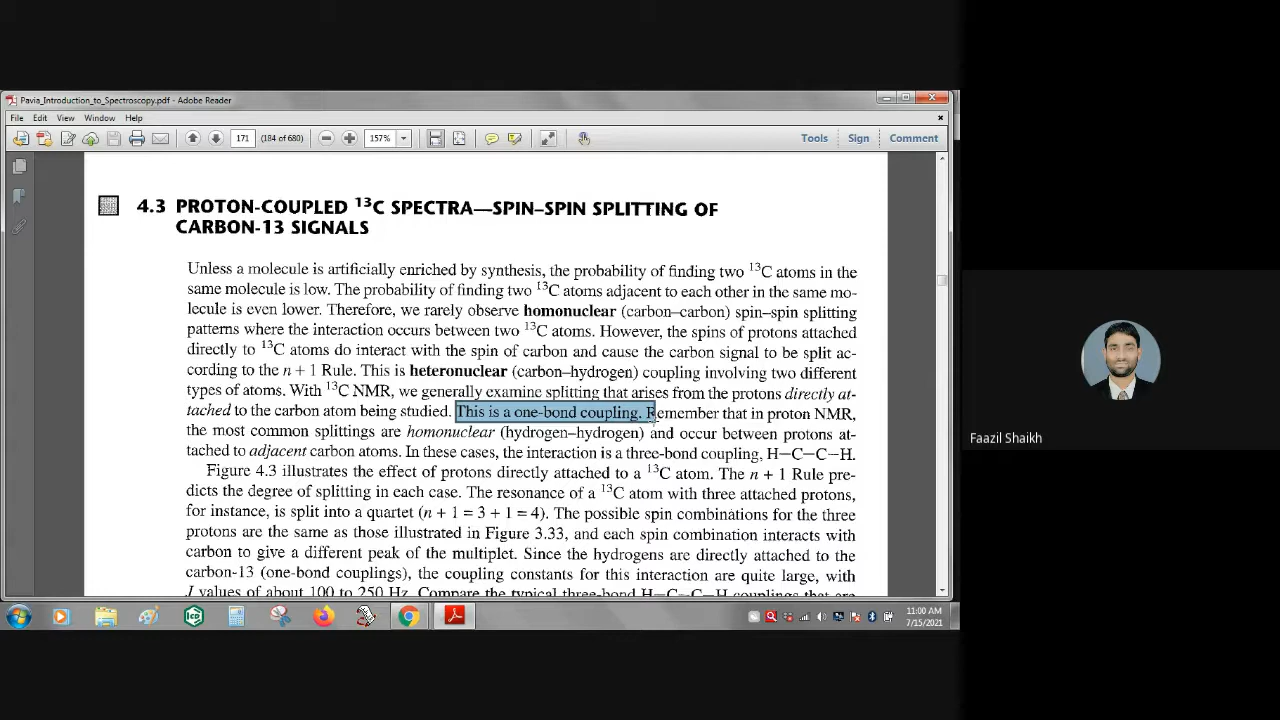 Pavia_Introduction_to_Spectroscopy.pdf - Adobe Reader
File Edit View Window Help
171 (184 of 680) 157% Tools Sign Comment
4.3 PROTON-COUPLED ¹³C SPECTRA—SPIN–SPIN SPLITTING OF
CARBON-13 SIGNALS
Unless a molecule is artificially enriched by synthesis, the probability of finding two ¹³C atoms in the
same molecule is low. The probability of finding two ¹³C atoms adjacent to each other in the same mo-
lecule is even lower. Therefore, we rarely observe homonuclear (carbon–carbon) spin–spin splitting
patterns where the interaction occurs between two ¹³C atoms. However, the spins of protons attached
directly to ¹³C atoms do interact with the spin of carbon and cause the carbon signal to be split ac-
cording to the n + 1 Rule. This is heteronuclear (carbon–hydrogen) coupling involving two different
types of atoms. With ¹³C NMR, we generally examine splitting that arises from the protons directly at-
tached to the carbon atom being studied. This is a one-bond coupling. Remember that in proton NMR,
the most common splittings are homonuclear (hydrogen–hydrogen) and occur between protons at-
tached to adjacent carbon atoms. In these cases, the interaction is a three-bond coupling, H—C—C—H.
Figure 4.3 illustrates the effect of protons directly attached to a ¹³C atom. The n + 1 Rule pre-
dicts the degree of splitting in each case. The resonance of a ¹³C atom with three attached protons,
for instance, is split into a quartet (n + 1 = 3 + 1 = 4). The possible spin combinations for the three
protons are the same as those illustrated in Figure 3.33, and each spin combination interacts with
carbon to give a different peak of the multiplet. Since the hydrogens are directly attached to the
carbon-13 (one-bond couplings), the coupling constants for this interaction are quite large, with
J values of about 100 to 250 Hz. Compare the typical three-bond H—C—C—H couplings that are
11:00 AM
7/15/2021
Faazil Shaikh